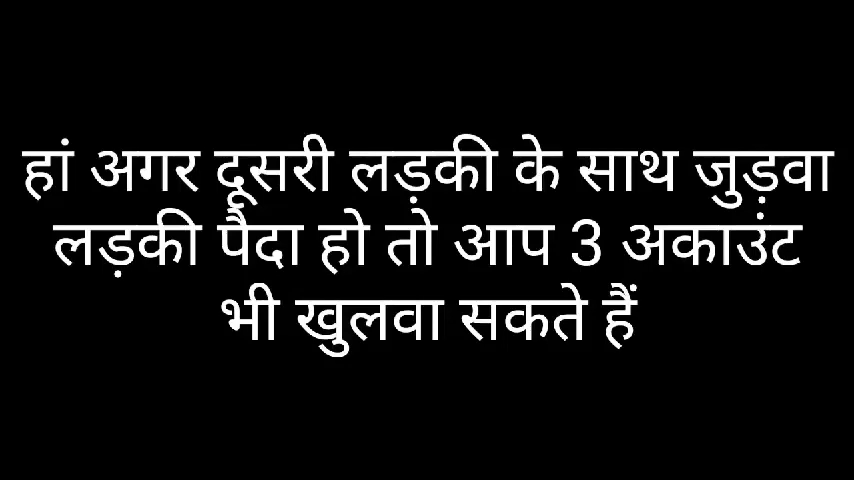 हां अगर दूसरी लड़की के साथ जुड़वा
लड़की पैदा हो तो आप 3 अकाउंट
भी खुलवा सकते हैं